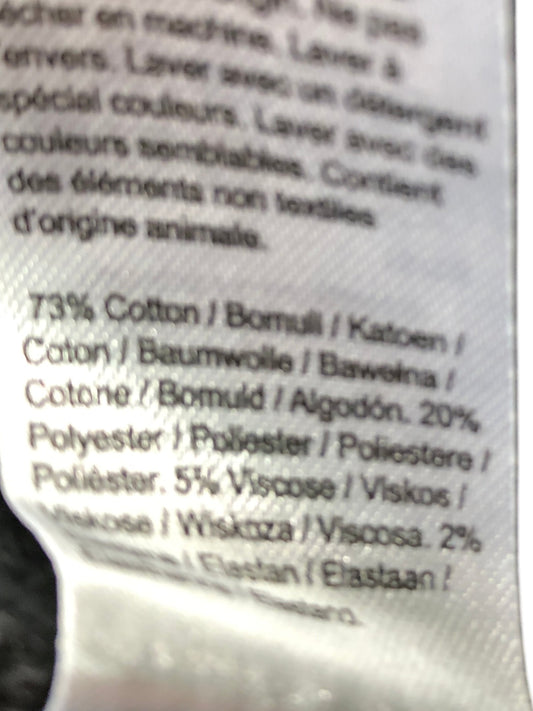 sécher en machine. Laver à
l'envers. Laver avec un détergent
spécial couleurs. Laver avec des
couleurs semblables. Contient
des éléments non textiles
d'origine animale.
73% Cotton / Bomull / Katoen /
Coton / Baumwolle / Bawełna /
Cotone / Bomuld / Algodón. 20%
Polyester / Poliester / Poliestere /
Poliéster. 5% Viscose / Viskos /
Viskose / Wiskoza / Viscosa. 2%
/ Elastan / Elastaan /